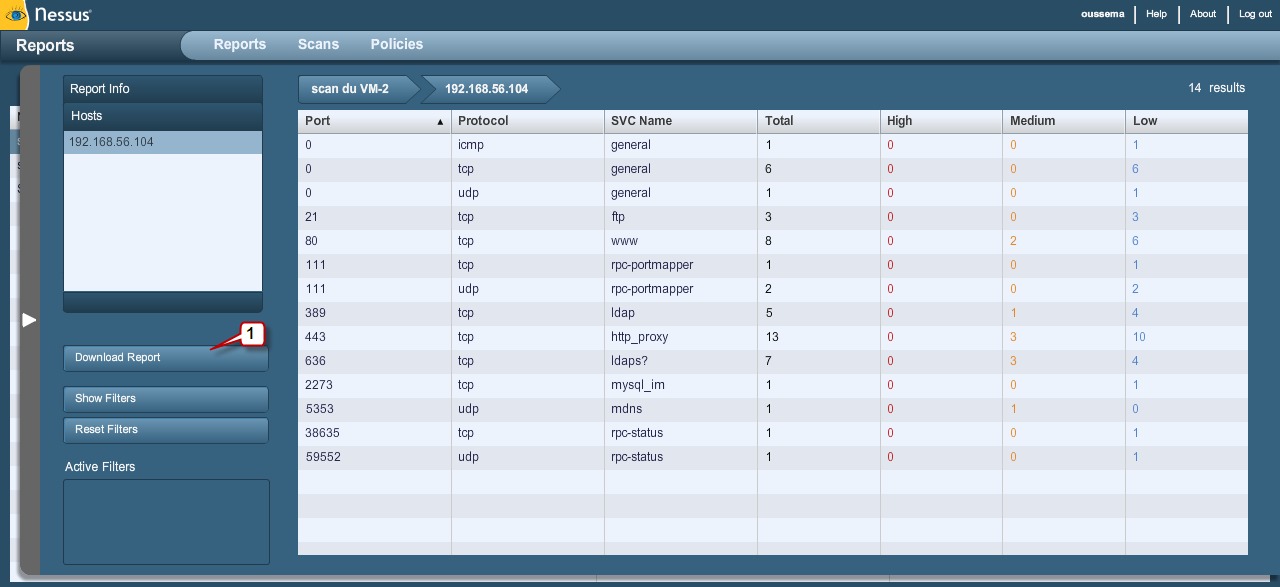 Nessus®
oussema Help About Log out
Reports
Reports Scans Policies
Report Info
Hosts
192.168.56.104
Download Report
1
Show Filters
Reset Filters
Active Filters
scan du VM-2 192.168.56.104
14 results
Port ▲ Protocol SVC Name Total High Medium Low
0 icmp general 1 0 0 1
0 tcp general 6 0 0 6
0 udp general 1 0 0 1
21 tcp ftp 3 0 0 3
80 tcp www 8 0 2 6
111 tcp rpc-portmapper 1 0 0 1
111 udp rpc-portmapper 2 0 0 2
389 tcp ldap 5 0 1 4
443 tcp http_proxy 13 0 3 10
636 tcp ldaps? 7 0 3 4
2273 tcp mysql_im 1 0 0 1
5353 udp mdns 1 0 1 0
38635 tcp rpc-status 1 0 0 1
59552 udp rpc-status 1 0 0 1